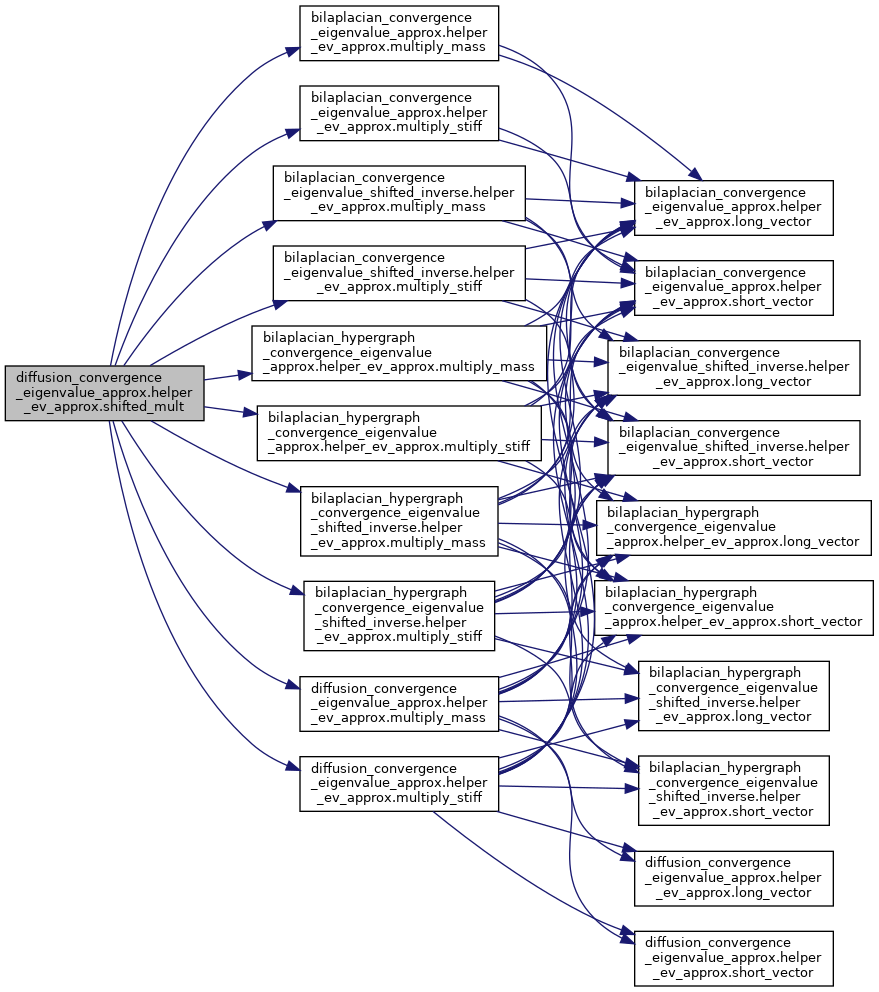 bilaplacian_convergence
_eigenvalue_approx.helper
_ev_approx.multiply_mass
bilaplacian_convergence
_eigenvalue_approx.helper
_ev_approx.multiply_stiff
bilaplacian_convergence
_eigenvalue_shifted_inverse.helper
_ev_approx.multiply_mass
bilaplacian_convergence
_eigenvalue_shifted_inverse.helper
_ev_approx.multiply_stiff
bilaplacian_hypergraph
_convergence_eigenvalue
_approx.helper_ev_approx.multiply_mass
diffusion_convergence
_eigenvalue_approx.helper
_ev_approx.shifted_mult
bilaplacian_hypergraph
_convergence_eigenvalue
_approx.helper_ev_approx.multiply_stiff
bilaplacian_hypergraph
_convergence_eigenvalue
_shifted_inverse.helper
_ev_approx.multiply_mass
bilaplacian_hypergraph
_convergence_eigenvalue
_shifted_inverse.helper
_ev_approx.multiply_stiff
diffusion_convergence
_eigenvalue_approx.helper
_ev_approx.multiply_mass
diffusion_convergence
_eigenvalue_approx.helper
_ev_approx.multiply_stiff
bilaplacian_convergence
_eigenvalue_approx.helper
_ev_approx.long_vector
bilaplacian_convergence
_eigenvalue_approx.helper
_ev_approx.short_vector
bilaplacian_convergence
_eigenvalue_shifted_inverse.helper
_ev_approx.long_vector
bilaplacian_convergence
_eigenvalue_shifted_inverse.helper
_ev_approx.short_vector
bilaplacian_hypergraph
_convergence_eigenvalue
_approx.helper_ev_approx.long_vector
bilaplacian_hypergraph
_convergence_eigenvalue
_approx.helper_ev_approx.short_vector
bilaplacian_hypergraph
_convergence_eigenvalue
_shifted_inverse.helper
_ev_approx.long_vector
bilaplacian_hypergraph
_convergence_eigenvalue
_shifted_inverse.helper
_ev_approx.short_vector
diffusion_convergence
_eigenvalue_approx.helper
_ev_approx.long_vector
diffusion_convergence
_eigenvalue_approx.helper
_ev_approx.short_vector